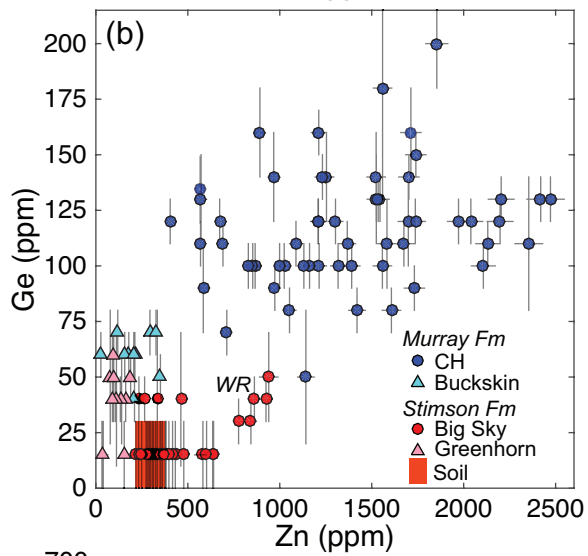 (b)
200
175
150
125
100
75
50
25
0
Ge (ppm)
WR
Murray Fm
CH
Buckskin
Stimson Fm
Big Sky
Greenhorn
Soil
0 500 1000 1500 2000 2500
Zn (ppm)